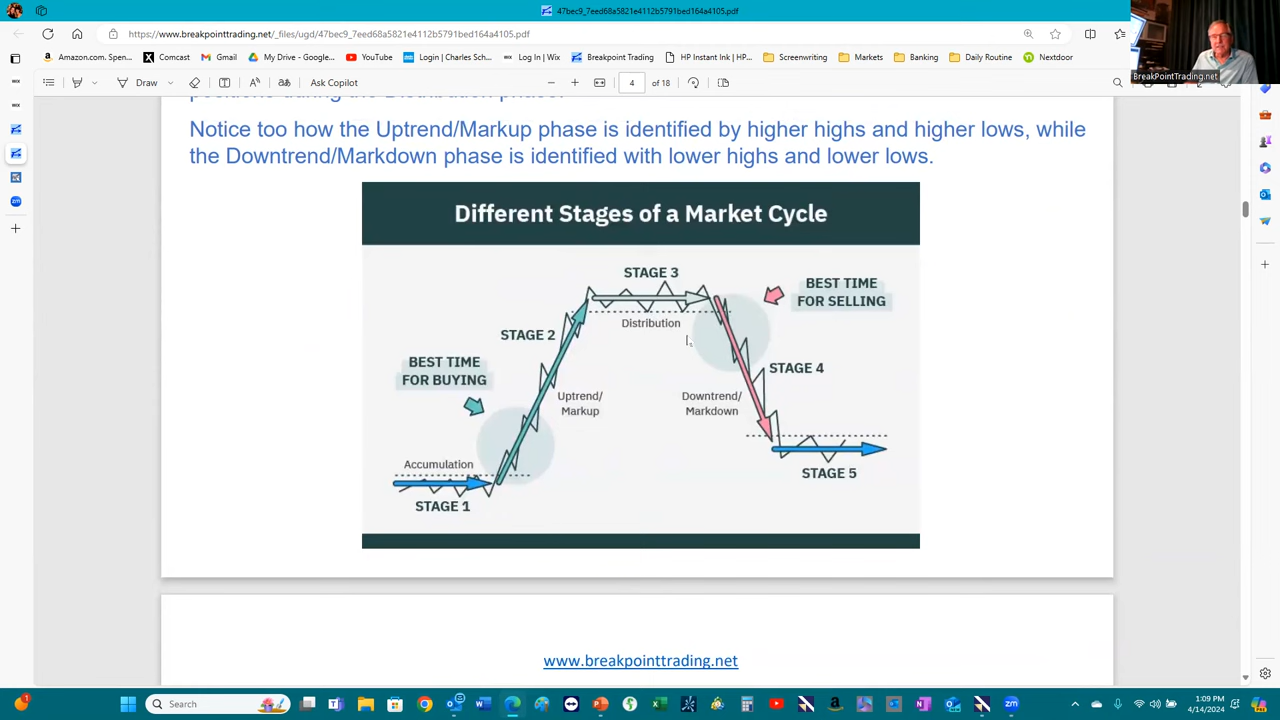 47bec9_7eed68a5821e4112b5791bed164a4105.pdf
https://www.breakpointtrading.net/_files/ugd/47bec9_7eed68a5821e4112b5791bed164a4105.pdf
Amazon.com. Spen... Comcast My Drive - Google... YouTube Login | Charles Sch... Log In | Wix Breakpoint Trading HP Instant Ink | HP... Screenwriting Markets Banking Daily Routine Nextdoor
BreakPointTrading.net
Draw Ask Copilot 4 of 18
positions during the Distribution phase.
Notice too how the Uptrend/Markup phase is identified by higher highs and higher lows, while
the Downtrend/Markdown phase is identified with lower highs and lower lows.
Different Stages of a Market Cycle
STAGE 3
BEST TIME
FOR SELLING
Distribution
STAGE 2
BEST TIME
FOR BUYING
STAGE 4
Uptrend/
Markup
Downtrend/
Markdown
Accumulation
STAGE 5
STAGE 1
www.breakpointtrading.net
Search
1:09 PM
4/14/2024